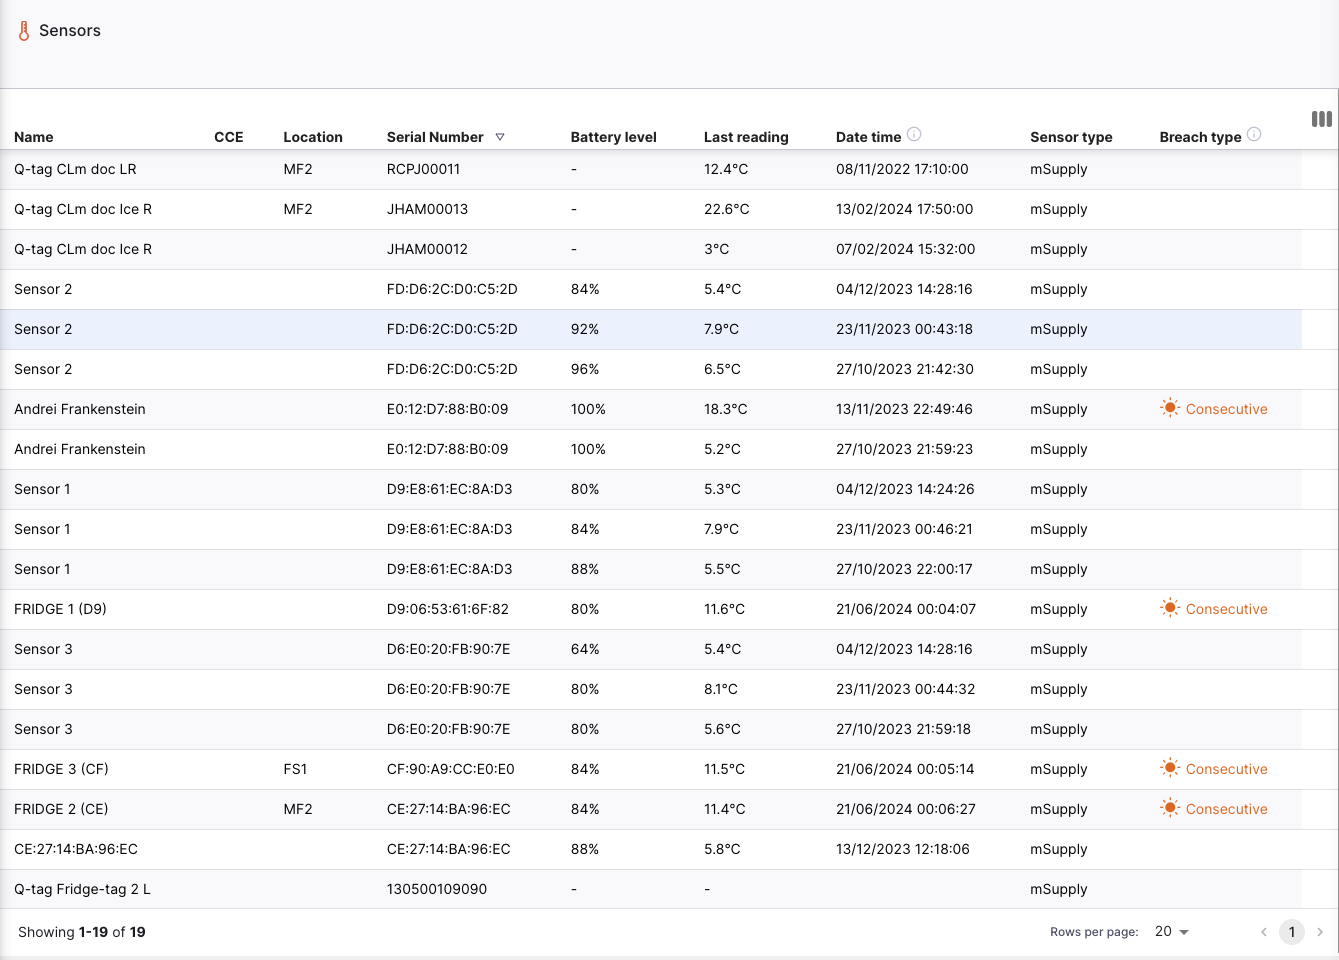 Sensors
Name CCE Location Serial Number Battery level Last reading Date time Sensor type Breach type
Q-tag CLm doc LR MF2 RCPJ00011 - 12.4°C 08/11/2022 17:10:00 mSupply
Q-tag CLm doc Ice R MF2 JHAM00013 - 22.6°C 13/02/2024 17:50:00 mSupply
Q-tag CLm doc Ice R JHAM00012 - 3°C 07/02/2024 15:32:00 mSupply
Sensor 2 FD:D6:2C:D0:C5:2D 84% 5.4°C 04/12/2023 14:28:16 mSupply
Sensor 2 FD:D6:2C:D0:C5:2D 92% 7.9°C 23/11/2023 00:43:18 mSupply
Sensor 2 FD:D6:2C:D0:C5:2D 96% 6.5°C 27/10/2023 21:42:30 mSupply
Andrei Frankenstein E0:12:D7:88:B0:09 100% 18.3°C 13/11/2023 22:49:46 mSupply Consecutive
Andrei Frankenstein E0:12:D7:88:B0:09 100% 5.2°C 27/10/2023 21:59:23 mSupply
Sensor 1 D9:E8:61:EC:8A:D3 80% 5.3°C 04/12/2023 14:24:26 mSupply
Sensor 1 D9:E8:61:EC:8A:D3 84% 7.9°C 23/11/2023 00:46:21 mSupply
Sensor 1 D9:E8:61:EC:8A:D3 88% 5.5°C 27/10/2023 22:00:17 mSupply
FRIDGE 1 (D9) D9:06:53:61:6F:82 80% 11.6°C 21/06/2024 00:04:07 mSupply Consecutive
Sensor 3 D6:E0:20:FB:90:7E 64% 5.4°C 04/12/2023 14:28:16 mSupply
Sensor 3 D6:E0:20:FB:90:7E 80% 8.1°C 23/11/2023 00:44:32 mSupply
Sensor 3 D6:E0:20:FB:90:7E 80% 5.6°C 27/10/2023 21:59:18 mSupply
FRIDGE 3 (CF) FS1 CF:90:A9:CC:E0:E0 84% 11.5°C 21/06/2024 00:05:14 mSupply Consecutive
FRIDGE 2 (CE) MF2 CE:27:14:BA:96:EC 84% 11.4°C 21/06/2024 00:06:27 mSupply Consecutive
CE:27:14:BA:96:EC CE:27:14:BA:96:EC 88% 5.8°C 13/12/2023 12:18:06 mSupply
Q-tag Fridge-tag 2 L 130500109090 - - mSupply
Showing 1-19 of 19 Rows per page: 20 1